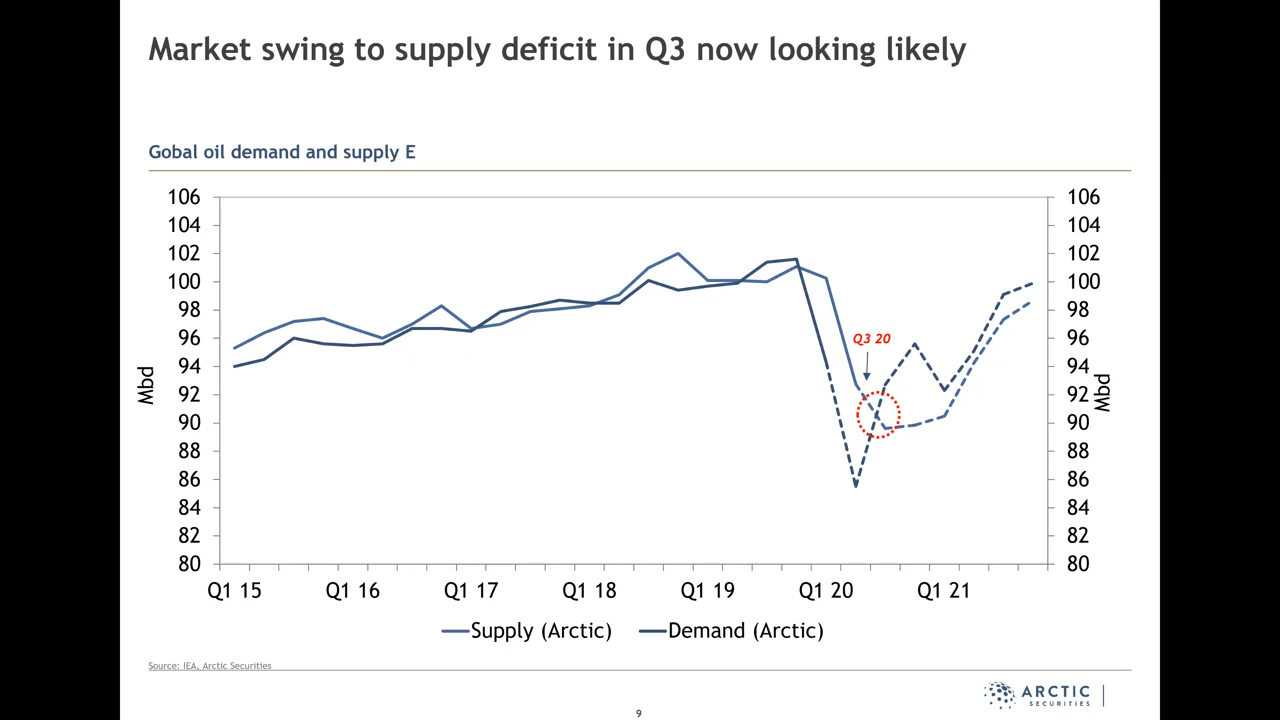 Market swing to supply deficit in Q3 now looking likely
Gobal oil demand and supply E
106
104
102
100
98
96
94
92
90
88
86
84
82
80
Mbd
Q3 20
106
104
102
100
98
96
94
92
90
88
86
84
82
80
Mbd
Q1 15 Q1 16 Q1 17 Q1 18 Q1 19 Q1 20 Q1 21
Supply (Arctic) Demand (Arctic)
Source: IEA, Arctic Securities
ARCTIC
SECURITIES
9